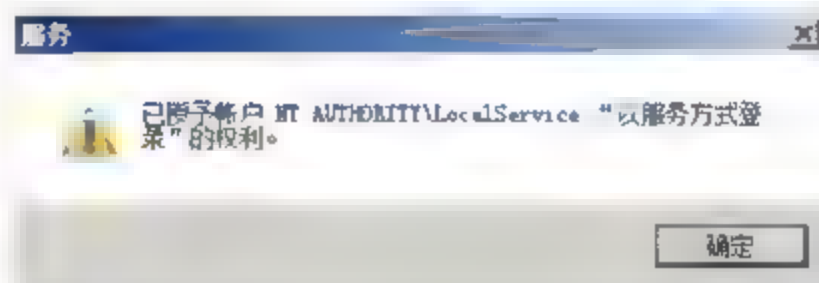 服务
已授予帐户 NT AUTHORITY\LocalService “以服务方式登
录”的权利。
确定